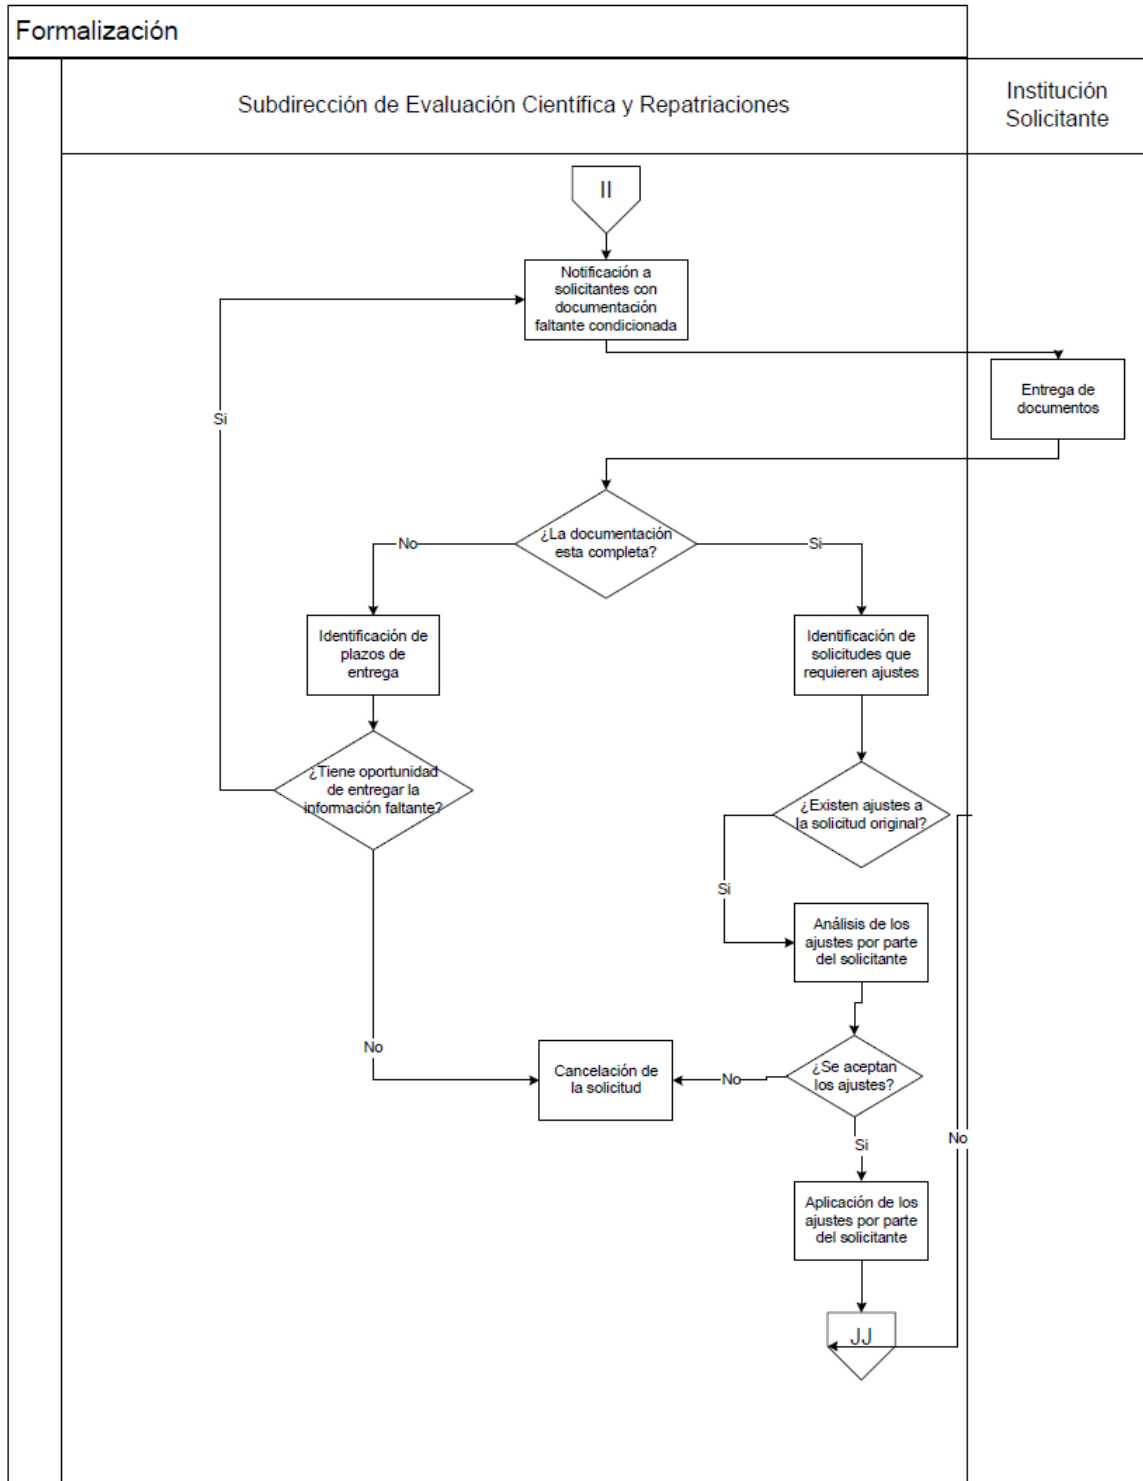 Formalización
Subdirección de Evaluación Científica y Repatriaciones
Institución
Solicitante
II
Notificación a
solicitantes con
documentación
faltante condicionada
Entrega de
documentos
Si
¿La documentación
esta completa?
No
Si
Identificación de
plazos de
entrega
Identificación de
solicitudes que
requieren ajustes
¿Tiene oportunidad
de entregar la
información faltante?
¿Existen ajustes a
la solicitud original?
Si
Análisis de los
ajustes por parte
del solicitante
No
Cancelación de
la solicitud
No
¿Se aceptan
los ajustes?
Si
No
Aplicación de los
ajustes por parte
del solicitante
JJ